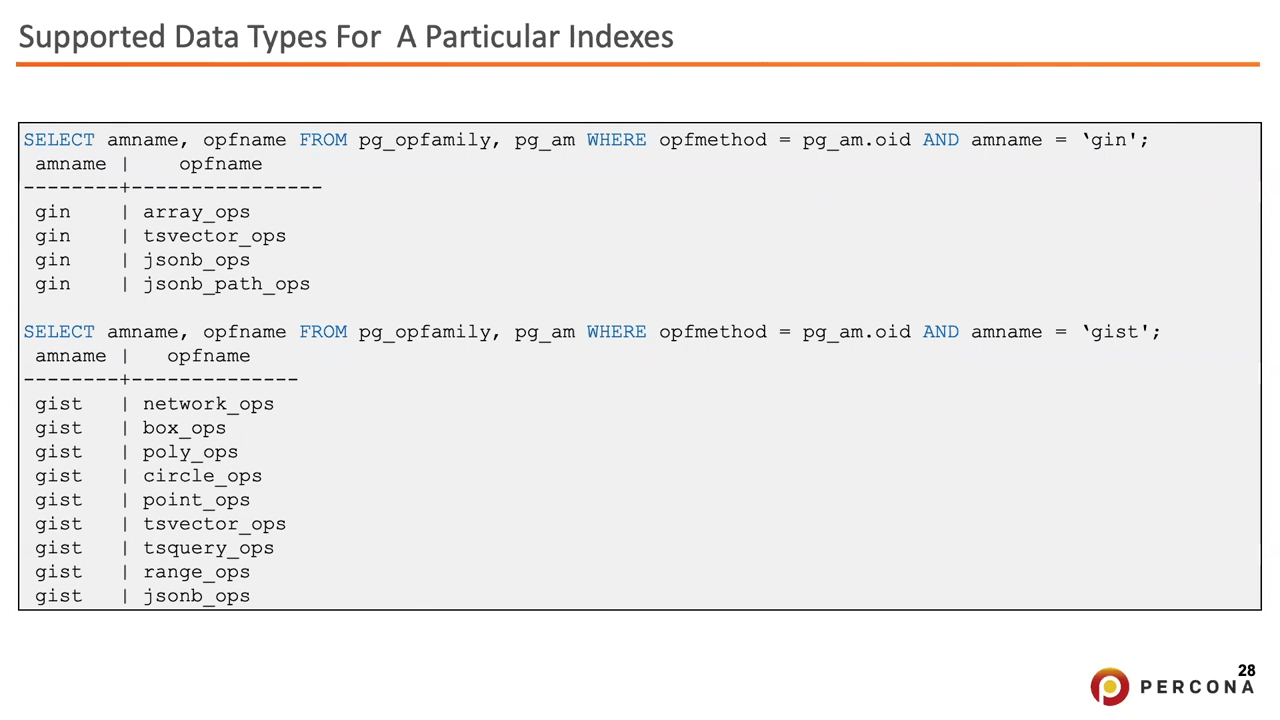 Supported Data Types For  A Particular Indexes
SELECT amname, opfname FROM pg_opfamily, pg_am WHERE opfmethod = pg_am.oid AND amname = ‘gin';
 amname |    opfname
--------+----------------
 gin    | array_ops
 gin    | tsvector_ops
 gin    | jsonb_ops
 gin    | jsonb_path_ops
SELECT amname, opfname FROM pg_opfamily, pg_am WHERE opfmethod = pg_am.oid AND amname = ‘gist';
 amname |   opfname
--------+--------------
 gist   | network_ops
 gist   | box_ops
 gist   | poly_ops
 gist   | circle_ops
 gist   | point_ops
 gist   | tsvector_ops
 gist   | tsquery_ops
 gist   | range_ops
 gist   | jsonb_ops
28
PERCONA